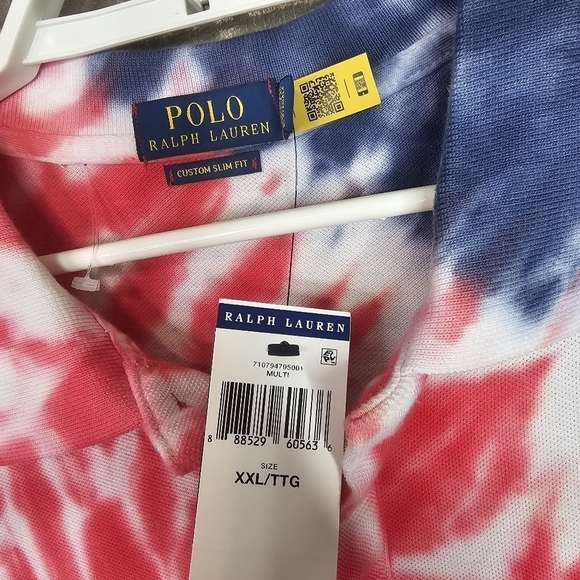 POLO
RALPH LAUREN
CUSTOM SLIM FIT
RALPH LAUREN
710794795001
MULTI
8 88529 60563 6
SIZE
XXL/TTG